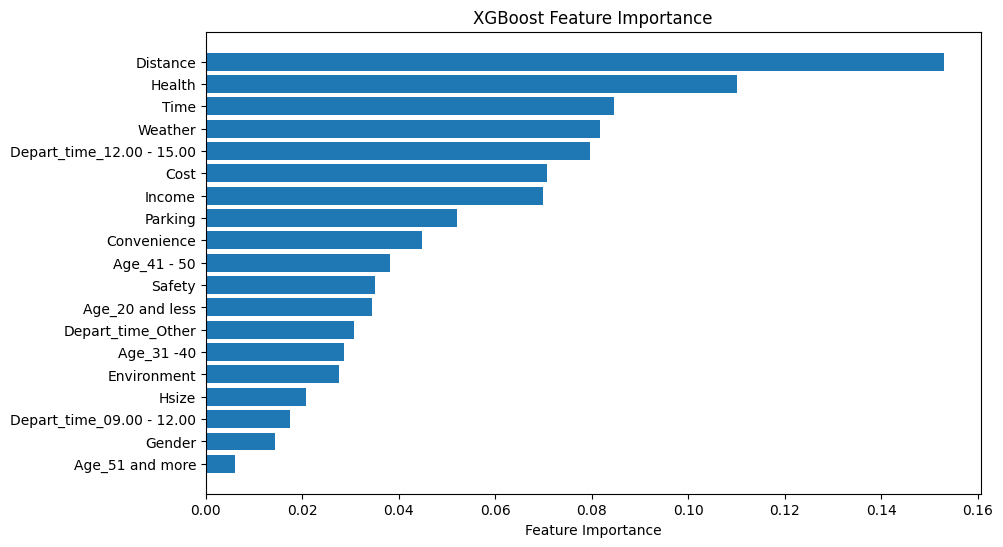 XGBoost Feature Importance
Distance
Health
Time
Weather
Depart_time_12.00 - 15.00
Cost
Income
Parking
Convenience
Age_41 - 50
Safety
Age_20 and less
Depart_time_Other
Age_31 -40
Environment
Hsize
Depart_time_09.00 - 12.00
Gender
Age_51 and more
0.00 0.02 0.04 0.06 0.08 0.10 0.12 0.14 0.16
Feature Importance